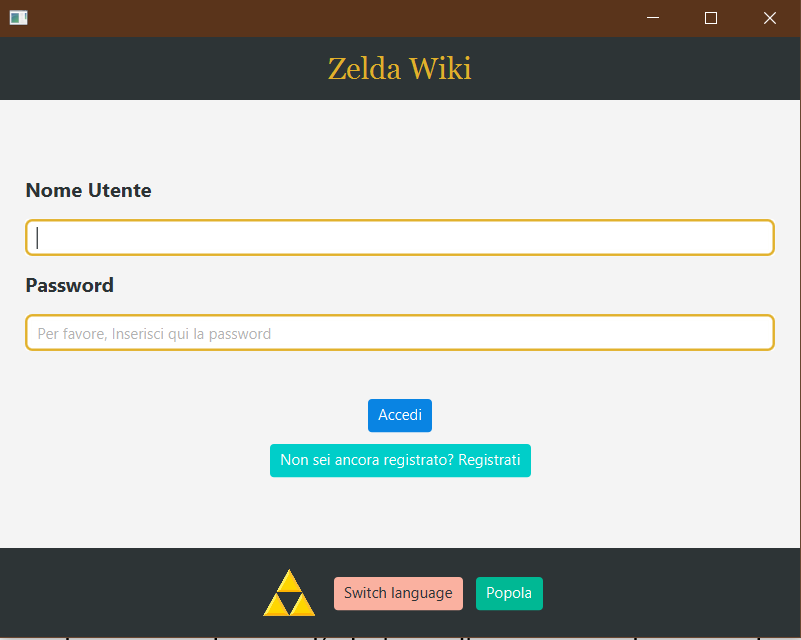 Zelda Wiki
Nome Utente
Password
Per favore, Inserisci qui la password
Accedi
Non sei ancora registrato? Registrati
Switch language
Popola